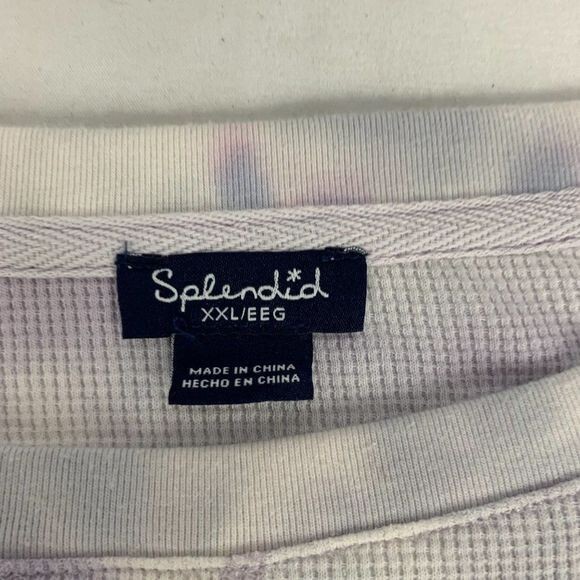 Splendid
XXL/EEG
MADE IN CHINA
HECHO EN CHINA